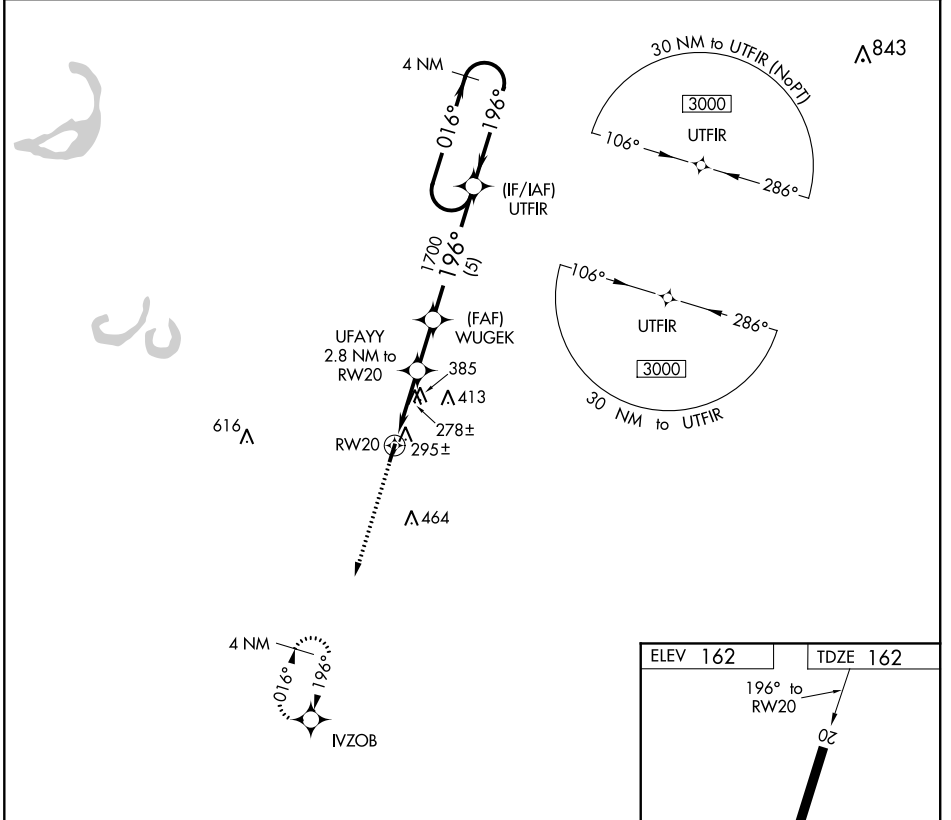 843
30 NM to UTFIR (NoPT)
3000
UTFIR
106°
286°
4 NM
016°
196°
(IF/IAF)
UTFIR
1700
196°
(5)
106°
286°
UTFIR
3000
30 NM to UTFIR
(FAF)
WUGEK
UFAYY
2.8 NM to
RW20
385
413
278±
616
RW20
295±
464
4 NM
016°
196°
IVZOB
ELEV 162
TDZE 162
196° to
RW20
20